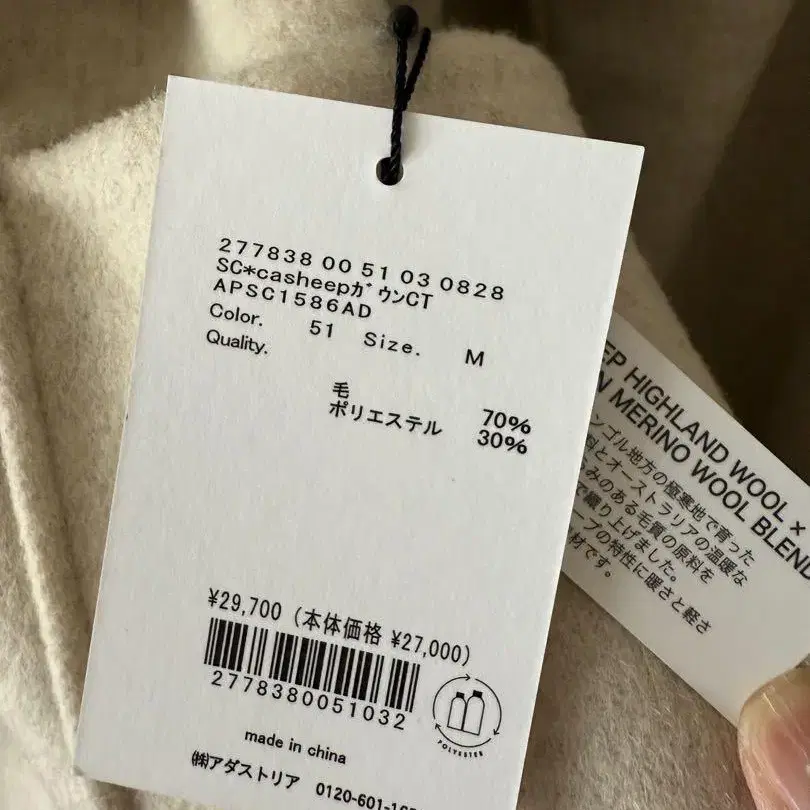 277838 00 51 03 0828
SC*casheepガウンCT
APSC1586AD
Color. 51 Size. M
Quality.
毛 70%
ポリエステル 30%
¥29,700 (本体価格 ¥27,000)
2778380051032
POLYESTER
made in china
㈱アダストリア 0120-601-1
EP HIGHLAND WOOL ×
N MERINO WOOL BLEND
ンゴル地方の極寒地で育った
料とオーストラリアの温暖な
みのある毛質の原料を
で織り上げました。
ープの特性に暖さと軽さ
材です。